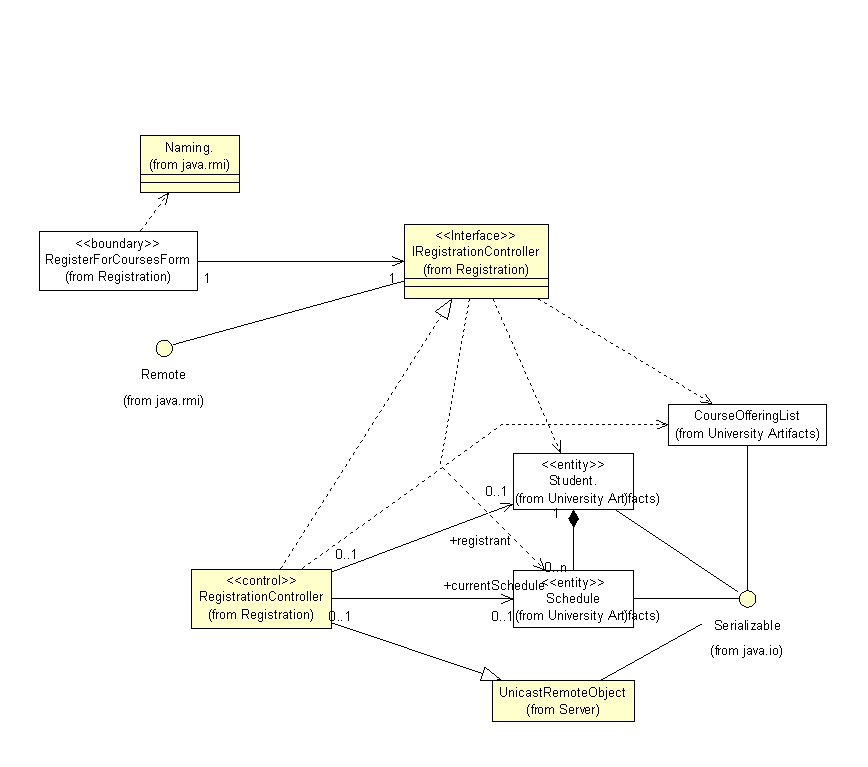 Naming.
(from java.rmi)
<<boundary>>
RegisterForCoursesForm
(from Registration)
1
<<Interface>>
IRegistrationController
(from Registration)
1
Remote
(from java.rmi)
CourseOfferingList
(from University Artifacts)
<<entity>>
Student.
(from University Artifacts)
0..1
1
+registrant
0..1
0..n
<<control>>
RegistrationController
(from Registration)
+currentSchedule
0..1
0..1
<<entity>>
Schedule
(from University Artifacts)
Serializable
(from java.io)
UnicastRemoteObject
(from Server)